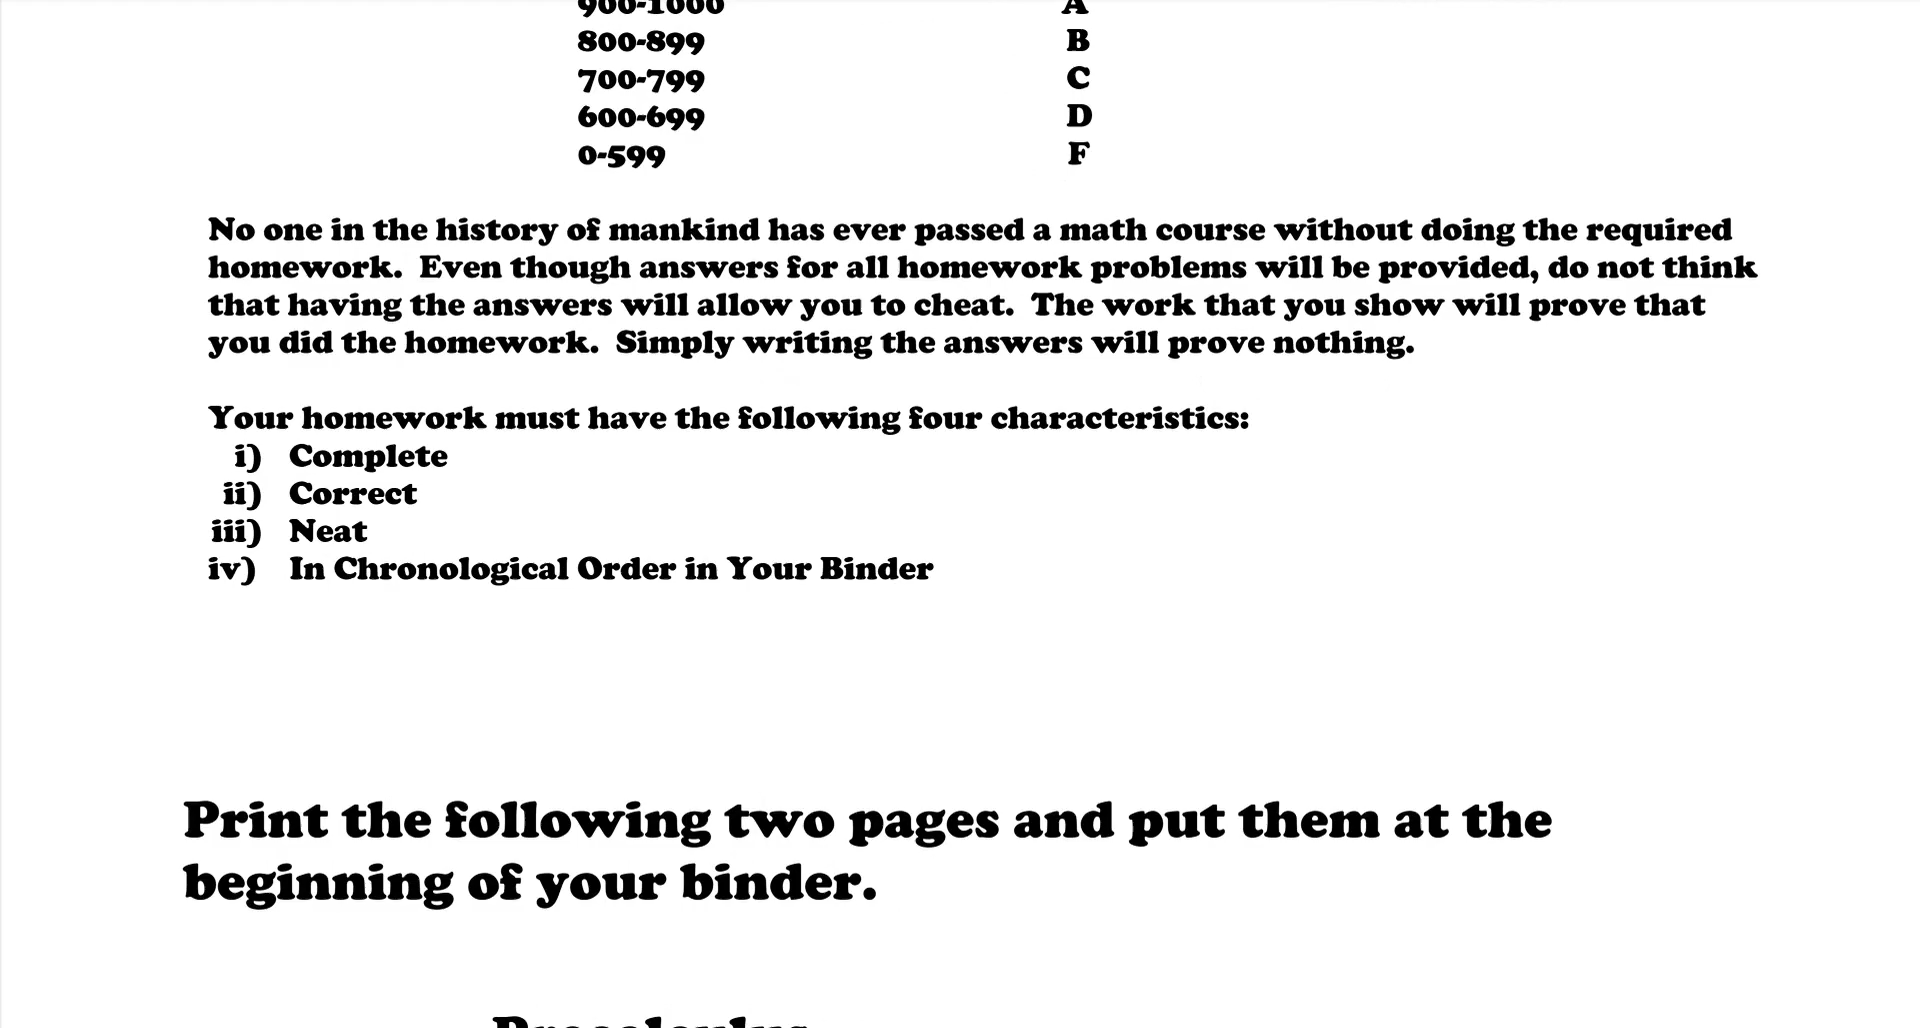 900-1000 A
800-899 B
700-799 C
600-699 D
0-599 F
No one in the history of mankind has ever passed a math course without doing the required
homework. Even though answers for all homework problems will be provided, do not think
that having the answers will allow you to cheat. The work that you show will prove that
you did the homework. Simply writing the answers will prove nothing.
Your homework must have the following four characteristics:
i) Complete
ii) Correct
iii) Neat
iv) In Chronological Order in Your Binder
Print the following two pages and put them at the
beginning of your binder.
Precalculus